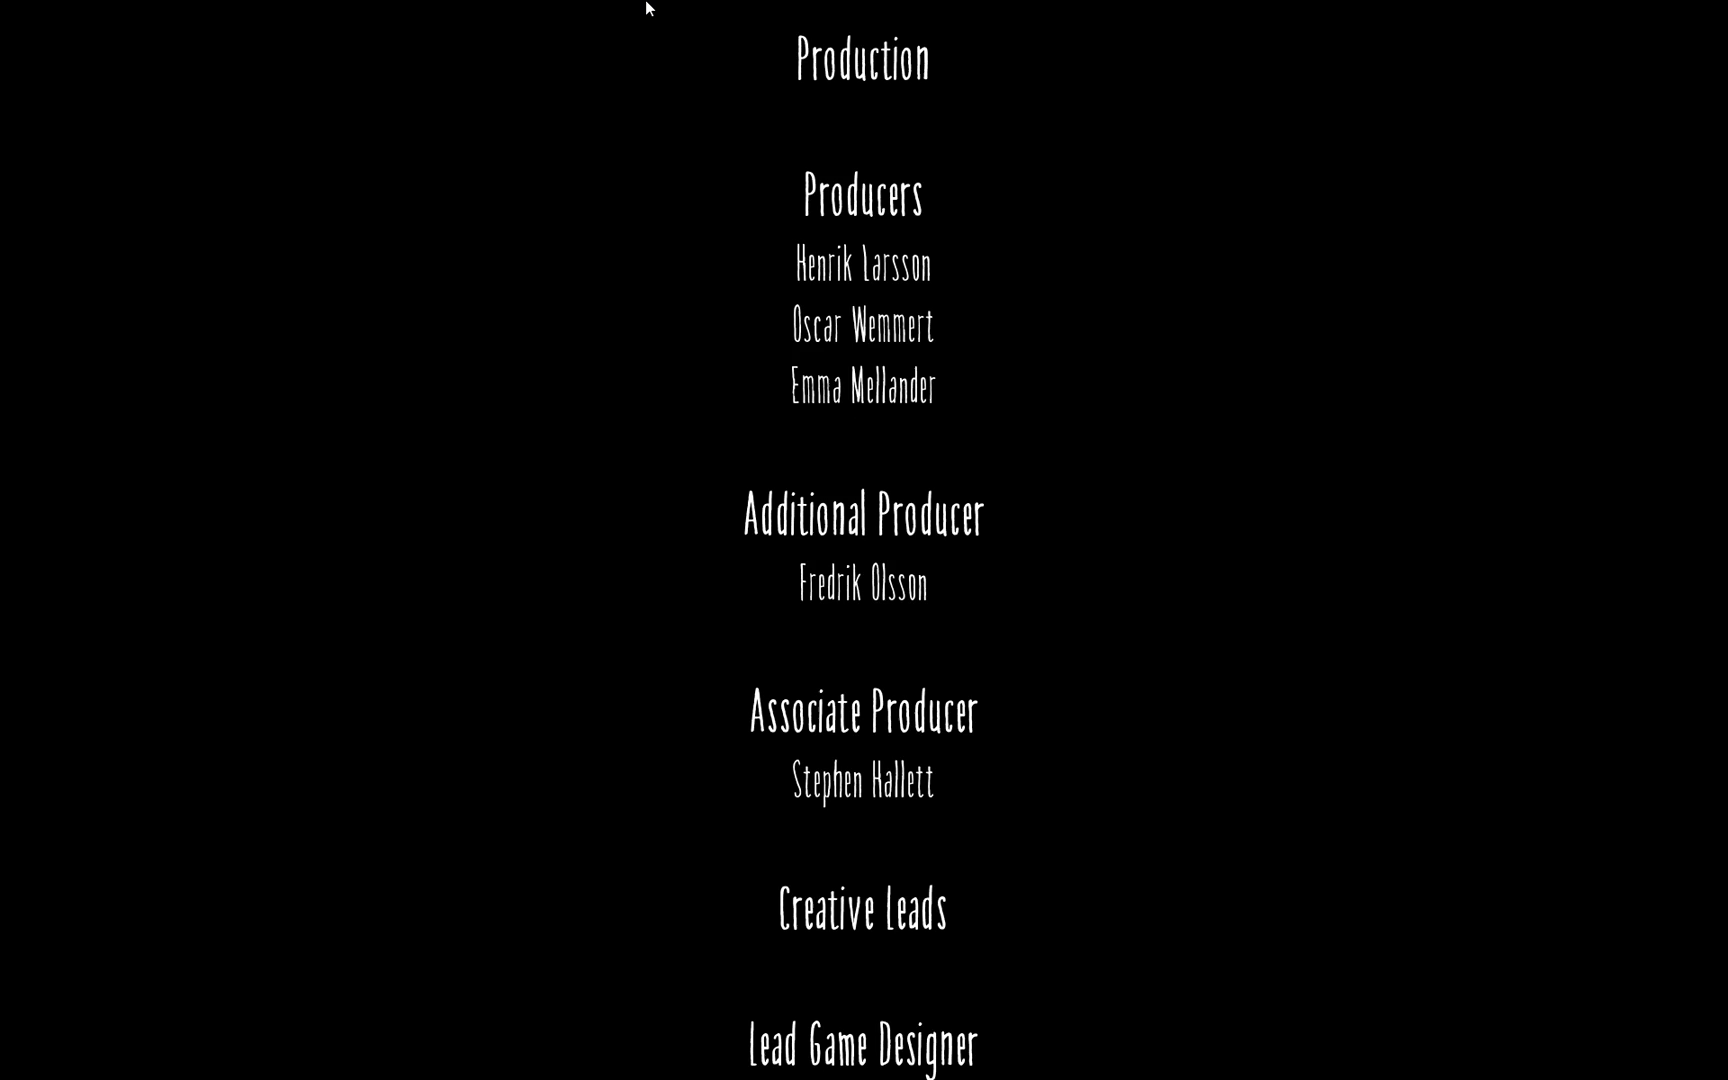 Production
Producers
Henrik Larsson
Oscar Wemmert
Emma Mellander
Additional Producer
Fredrik Olsson
Associate Producer
Stephen Hallett
Creative Leads
Lead Game Designer